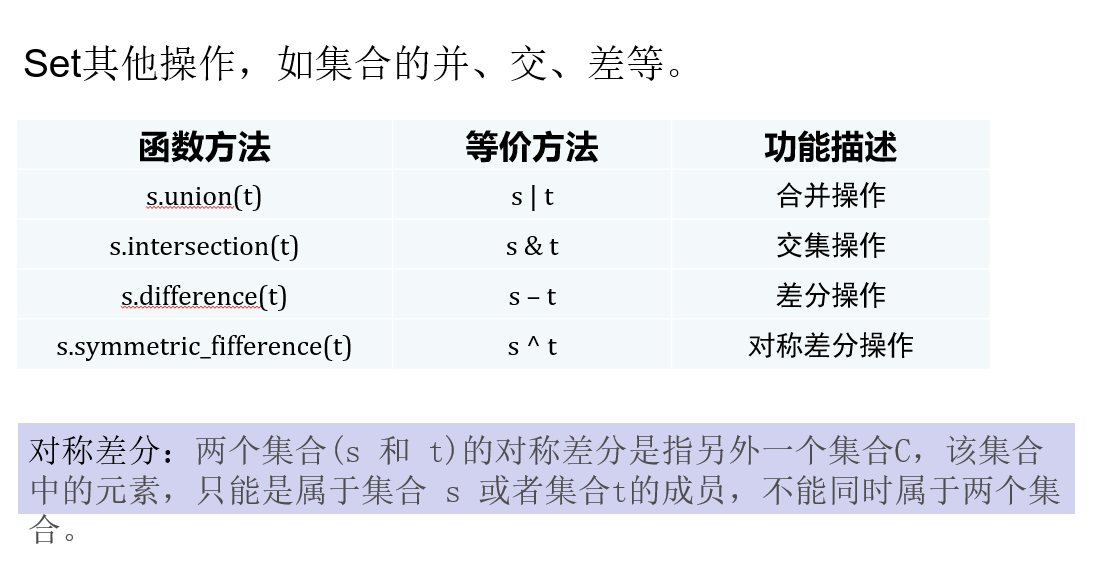 Set其他操作，如集合的并、交、差等。
函数方法 等价方法 功能描述
s.union(t) s | t 合并操作
s.intersection(t) s & t 交集操作
s.difference(t) s – t 差分操作
s.symmetric_fifference(t) s ^ t 对称差分操作
对称差分：两个集合(s 和 t)的对称差分是指另外一个集合C，该集合
中的元素，只能是属于集合 s 或者集合t的成员，不能同时属于两个集
合。